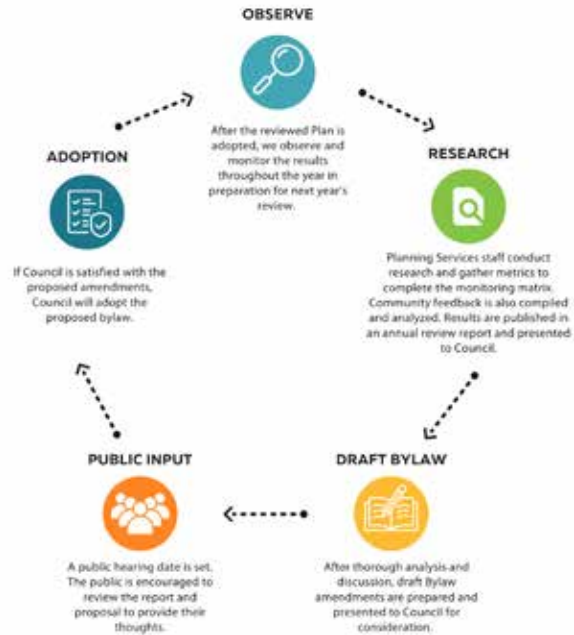 OBSERVE
After the reviewed Plan is
adopted, we observe and
monitor the results
throughout the year in
preparation for next year's
review.
RESEARCH
Planning Services staff conduct
research and gather metrics to
complete the monitoring matrix.
Community feedback is also compiled
and analyzed. Results are published in
an annual review report and presented
to Council.
DRAFT BYLAW
After thorough analysis and
discussion, draft Bylaw
amendments are prepared and
presented to Council for
consideration.
PUBLIC INPUT
A public hearing date is set.
The public is encouraged to
review the report and
proposal to provide their
thoughts.
ADOPTION
If Council is satisfied with the
proposed amendments,
Council will adopt the
proposed bylaw.